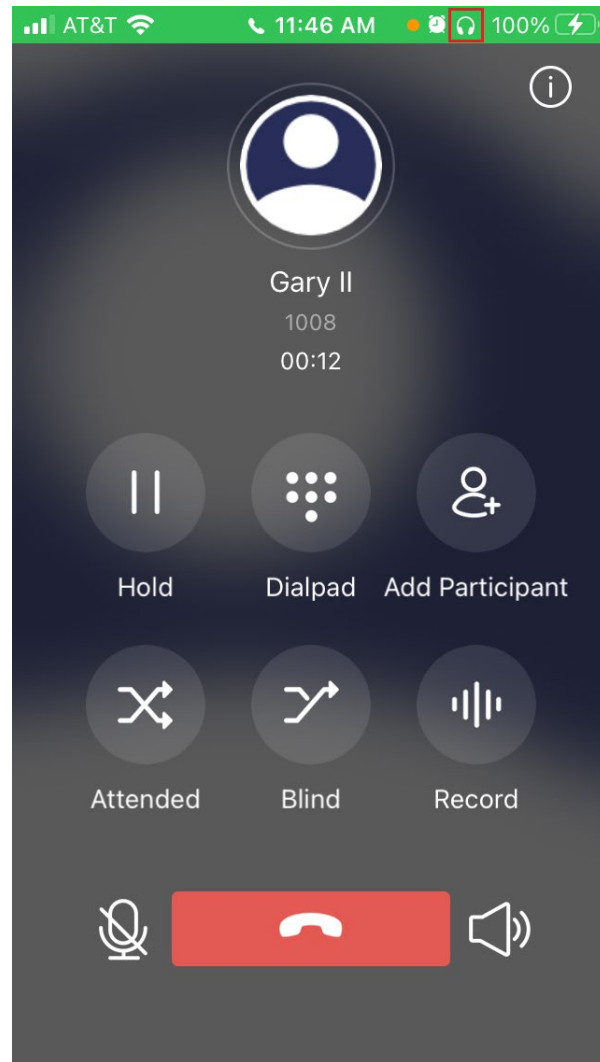 AT&T 11:46 AM 100%
Gary II
1008
00:12
Hold Dialpad Add Participant
Attended Blind Record